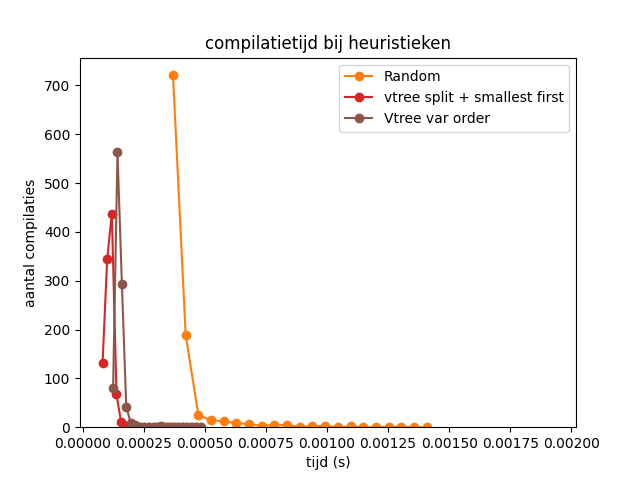 compilatietijd bij heuristieken
Random
vtree split + smallest first
Vtree var order
aantal compilaties
700
600
500
400
300
200
100
0
0.00000 0.00025 0.00050 0.00075 0.00100 0.00125 0.00150 0.00175 0.00200
tijd (s)